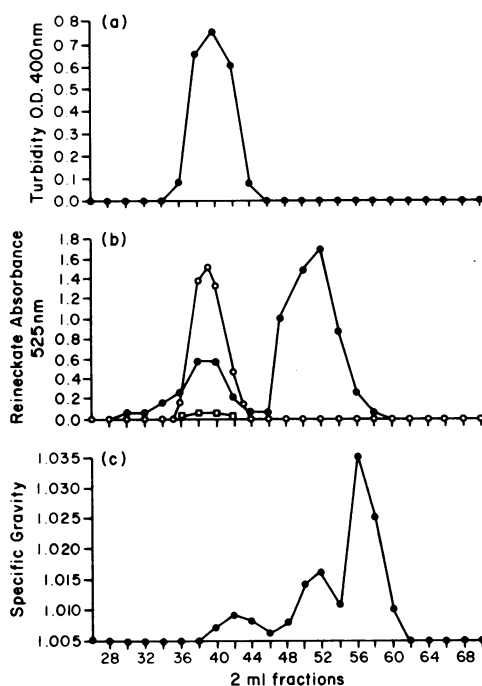 (a)
Turbidity O.D. 400nm
0.8
0.7
0.6
0.5
0.4
0.3
0.2
0.1
0.0
(b)
Reineckate Absorbance
525nm
1.8
1.6
1.4
1.2
1.0
0.8
0.6
0.4
0.2
0.0
(c)
Specific Gravity
1.035
1.030
1.025
1.020
1.015
1.010
1.005
28 32 36 40 44 48 52 56 60 64 68
2 ml fractions